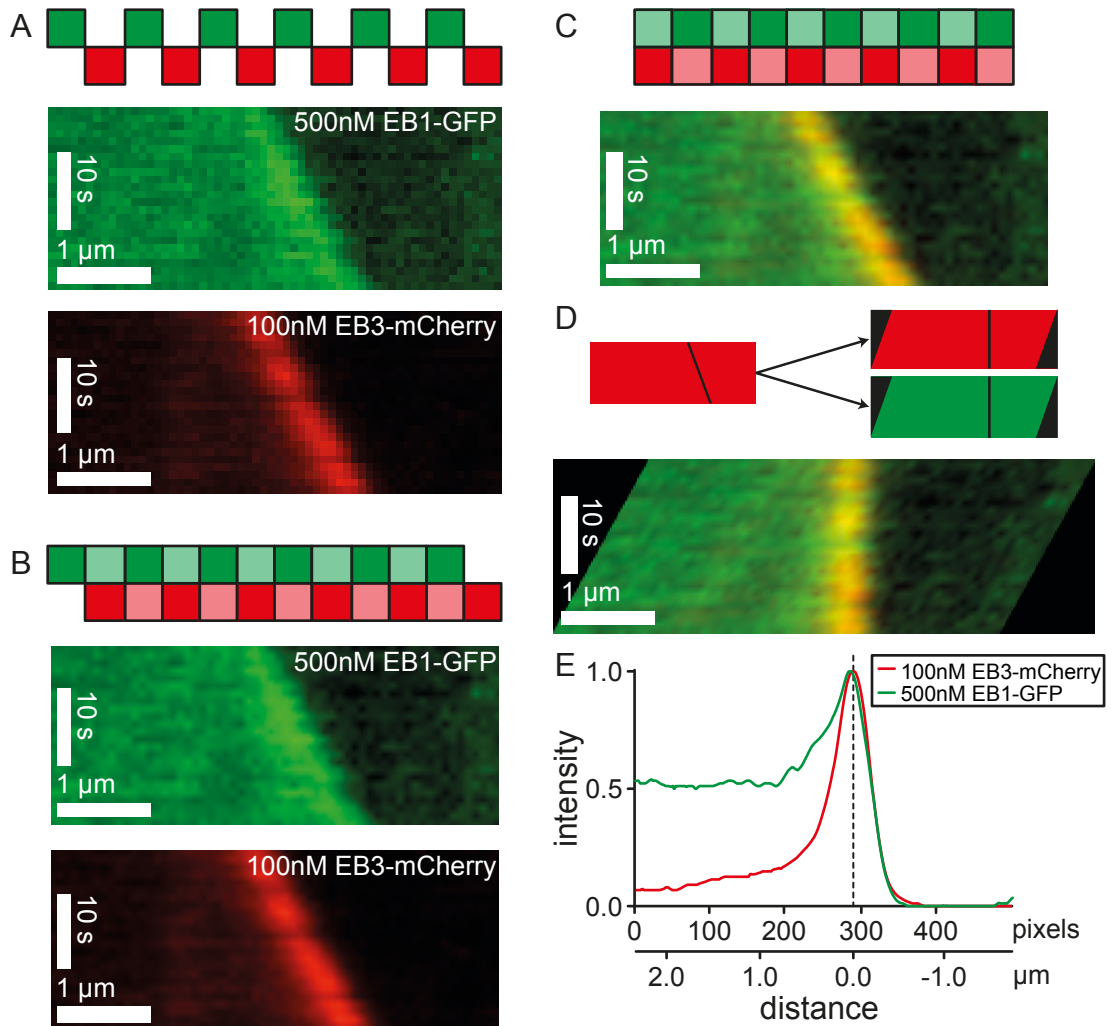 A
500nM EB1-GFP
10 s
1 µm
100nM EB3-mCherry
10 s
1 µm
B
500nM EB1-GFP
10 s
1 µm
100nM EB3-mCherry
10 s
1 µm
C
10 s
1 µm
D
10 s
1 µm
E
100nM EB3-mCherry
500nM EB1-GFP
1.0
0.5
0.0
intensity
0 100 200 300 400 pixels
2.0 1.0 0.0 -1.0 µm
distance